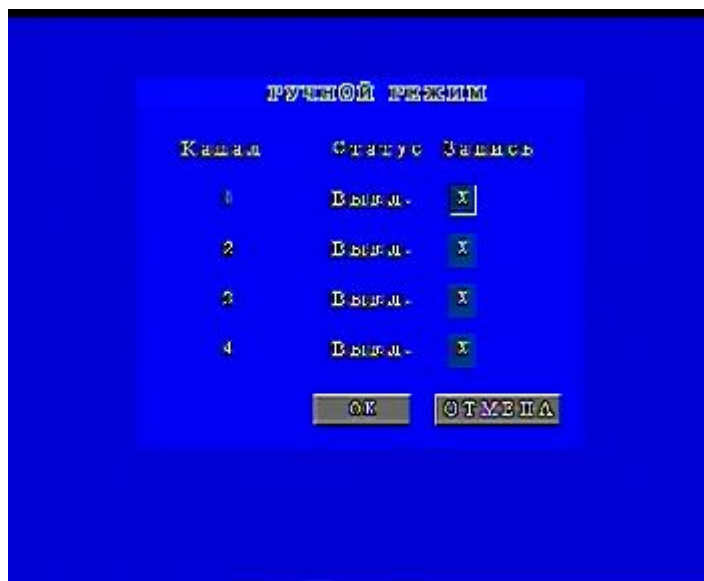 РУЧНОЙ РЕЖИМ
Канал Статус Запись
1 Выкл. X
2 Выкл. X
3 Выкл. X
4 Выкл. X
ОК ОТМЕНА